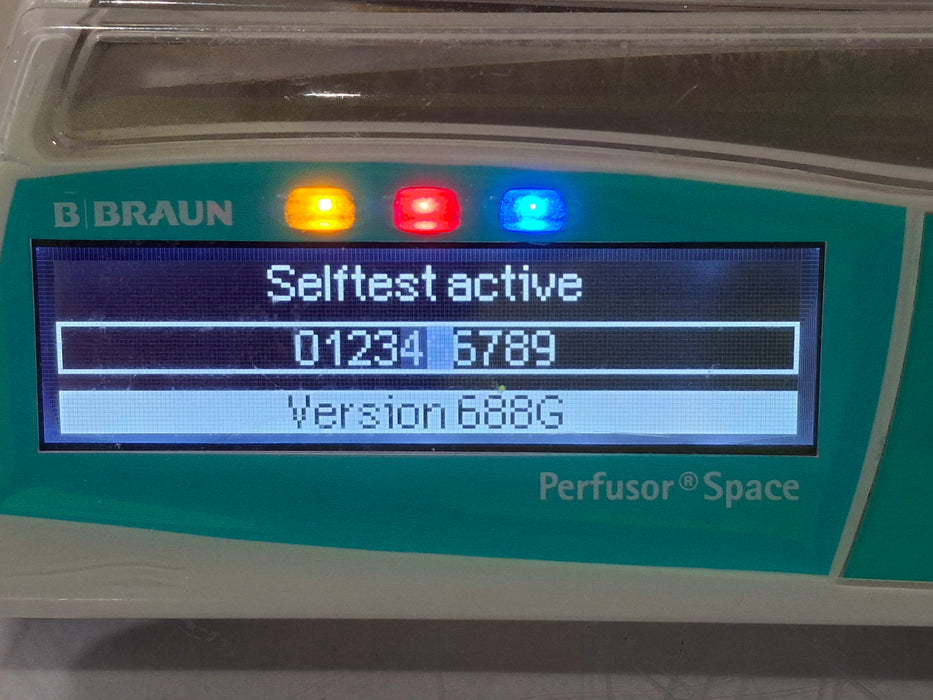 B|BRAUN
Selftest active
01234 6789
Version 688G
Perfusor® Space